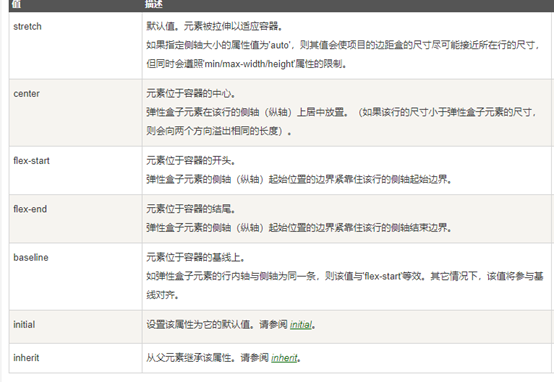 值 描述
stretch 默认值。元素被拉伸以适应容器。
如果指定侧轴大小的属性值为'auto'，则其值会使项目的边距盒的尺寸尽可能接近所在行的尺寸，
但同时会遵照'min/max-width/height'属性的限制。
center 元素位于容器的中心。
弹性盒子元素在该行的侧轴（纵轴）上居中放置。（如果该行的尺寸小于弹性盒子元素的尺寸，
则会向两个方向溢出相同的长度）。
flex-start 元素位于容器的开头。
弹性盒子元素的侧轴（纵轴）起始位置的边界紧靠住该行的侧轴起始边界。
flex-end 元素位于容器的结尾。
弹性盒子元素的侧轴（纵轴）起始位置的边界紧靠住该行的侧轴结束边界。
baseline 元素位于容器的基线上。
如弹性盒子元素的行内轴与侧轴为同一条，则该值与'flex-start'等效。其它情况下，该值将参与基
线对齐。
initial 设置该属性为它的默认值。请参阅 initial。
inherit 从父元素继承该属性。请参阅 inherit。